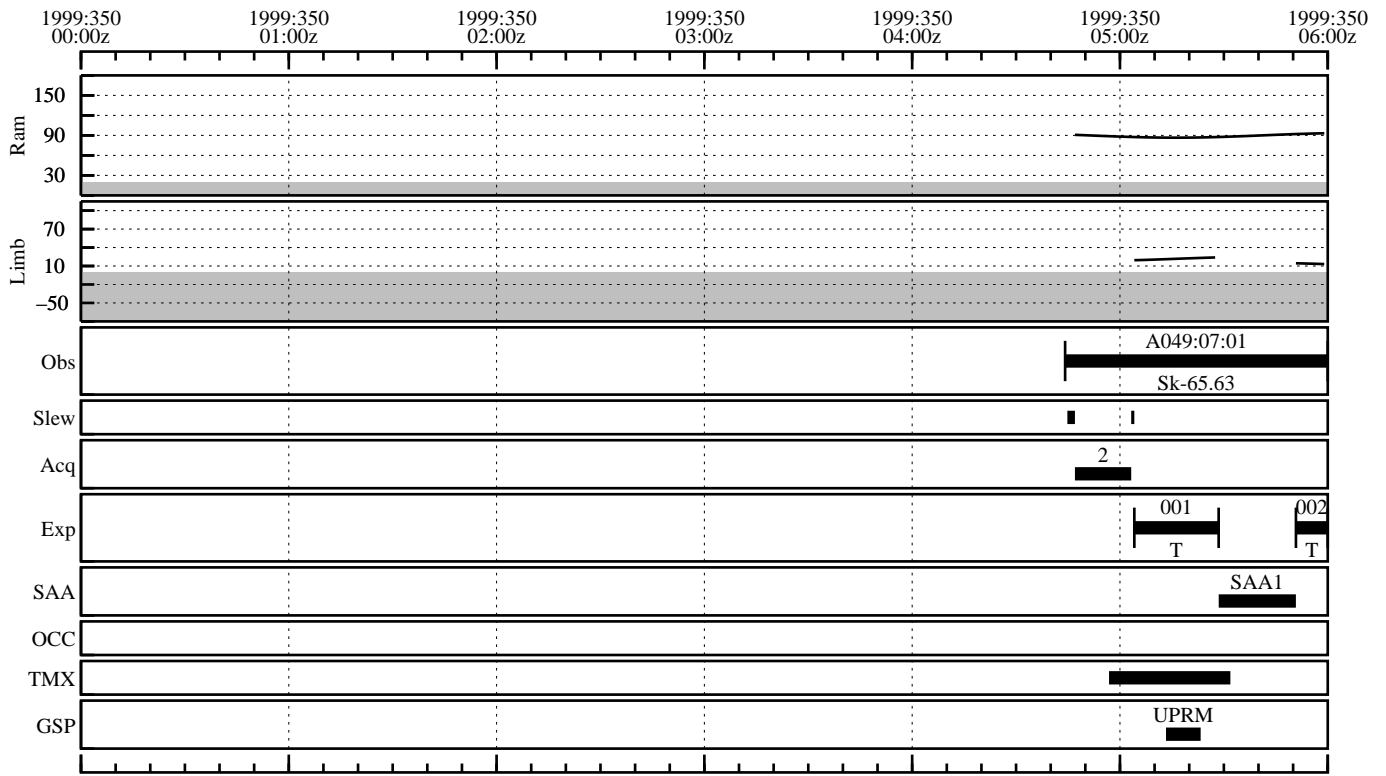 1999:350 1999:350 1999:350 1999:350 1999:350 1999:350 1999:350
00:00z 01:00z 02:00z 03:00z 04:00z 05:00z 06:00z
150
90
30
Ram
70
10
−50
Limb
A049:07:01
Obs
Sk-65.63
Slew
2
Acq
001 002
Exp
T T
SAA1
SAA
OCC
TMX
UPRM
GSP